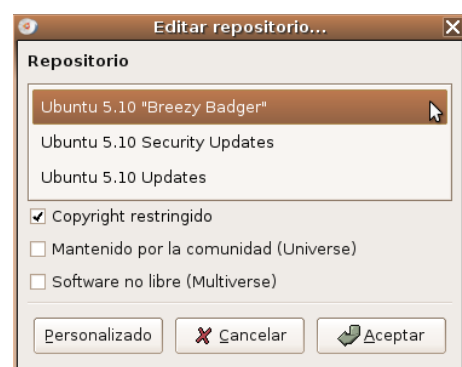 Editar repositorio...
Repositorio
Ubuntu 5.10 "Breezy Badger"
Ubuntu 5.10 Security Updates
Ubuntu 5.10 Updates
Copyright restringido
Mantenido por la comunidad (Universe)
Software no libre (Multiverse)
Personalizado Cancelar Aceptar